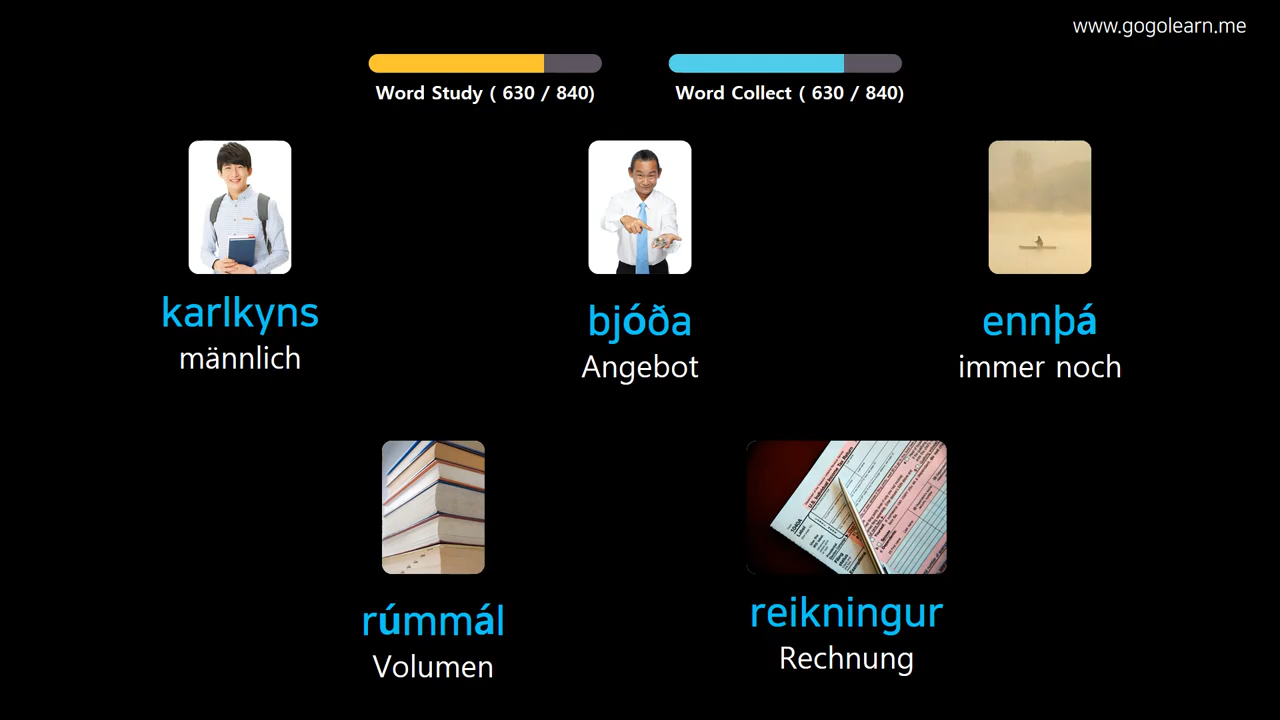 www.gogolearn.me
Word Study ( 630 / 840)
Word Collect ( 630 / 840)
karlkyns
männlich
bjóða
Angebot
ennþá
immer noch
rúmmál
Volumen
reikningur
Rechnung